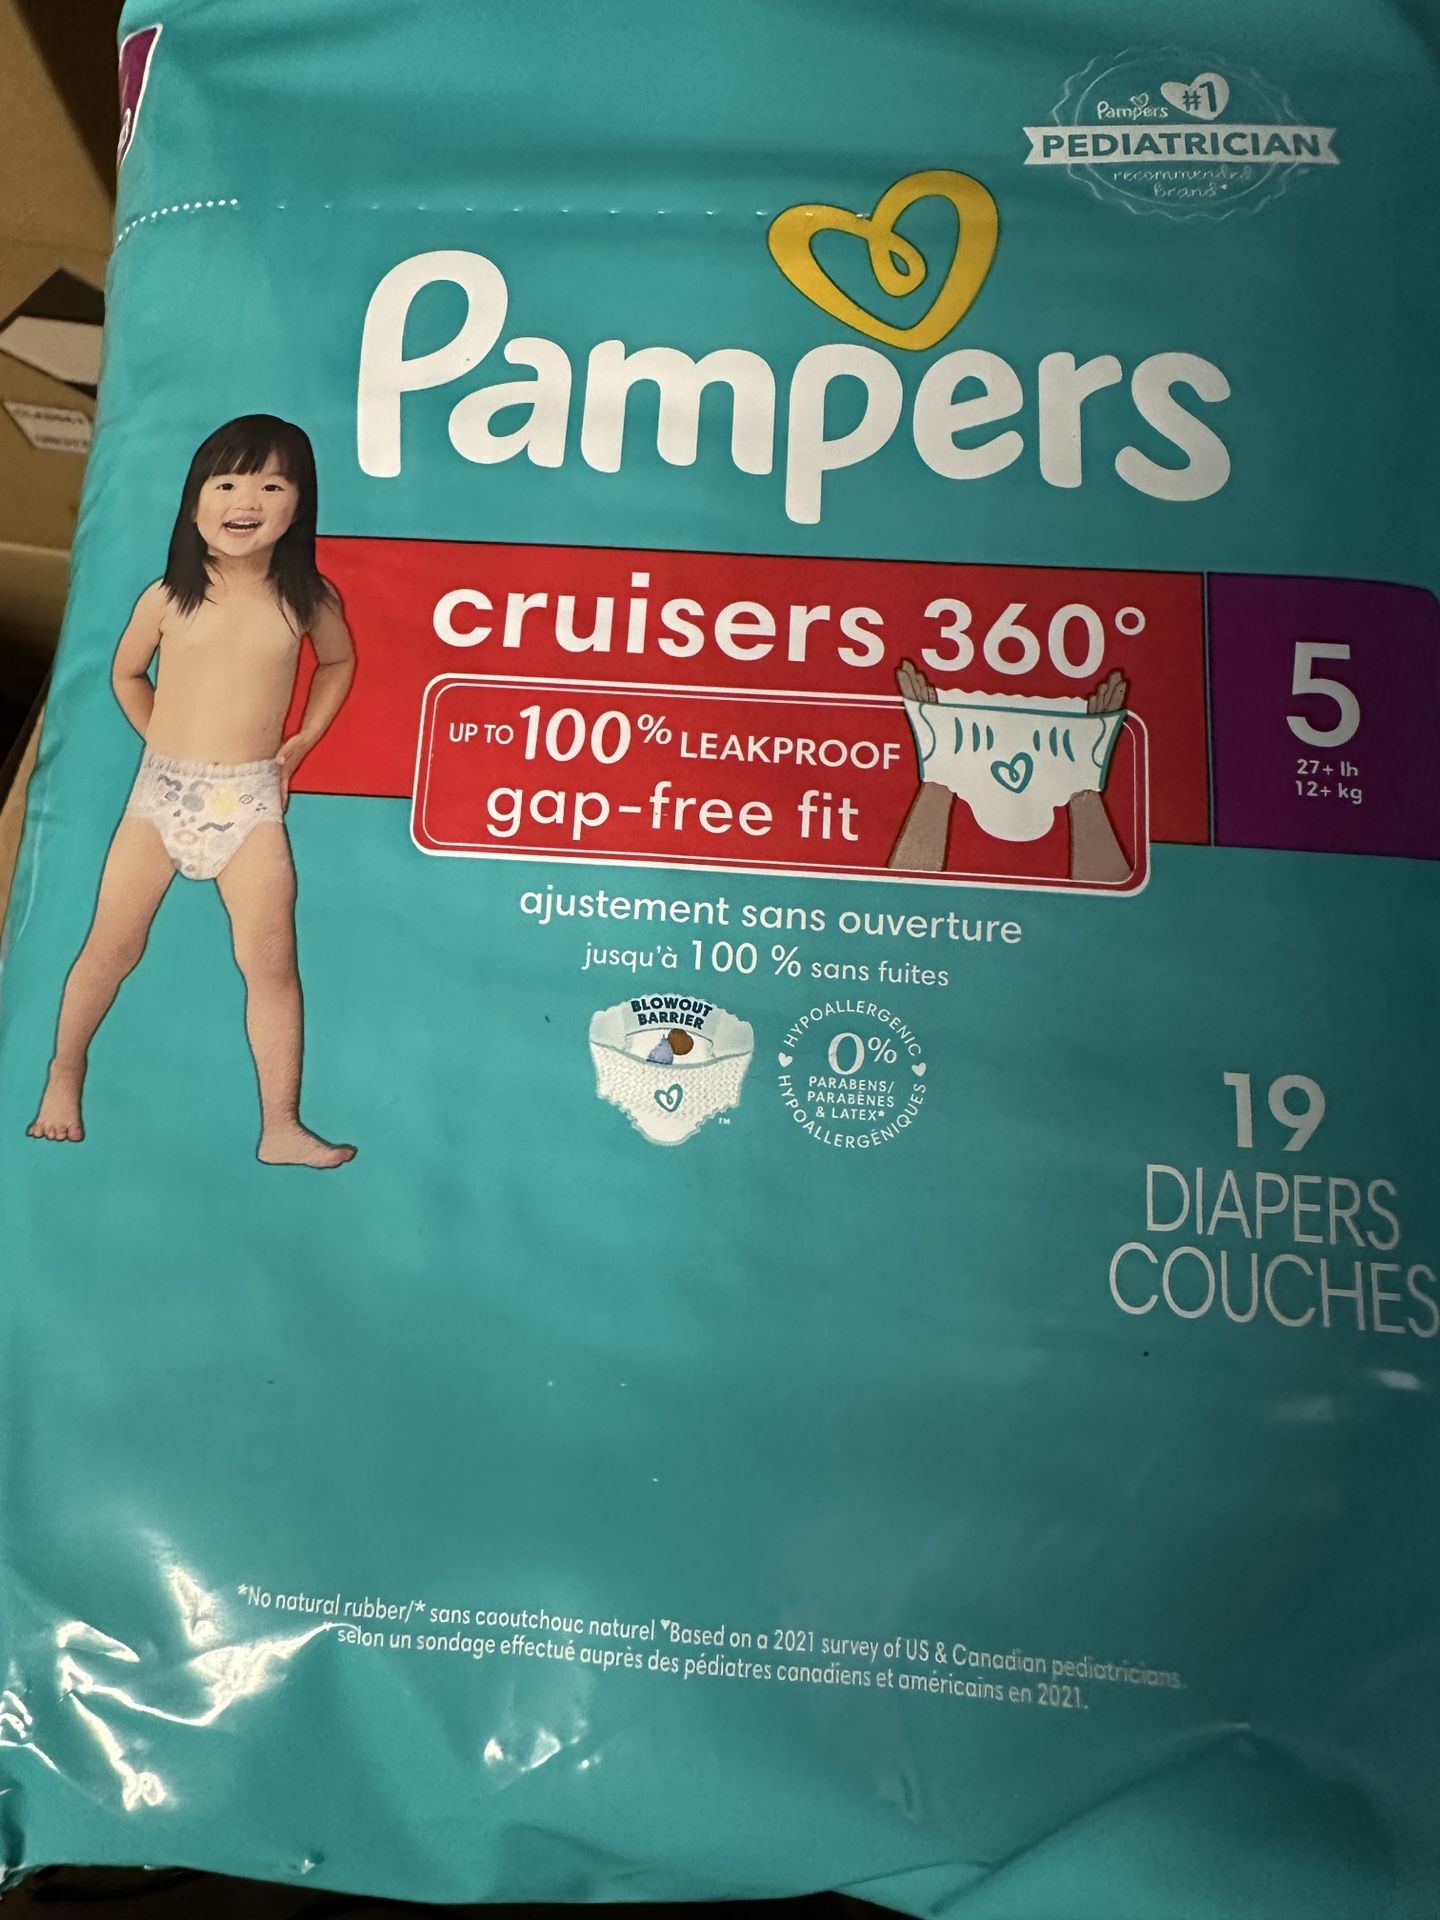 Pampers #1
PEDIATRICIAN
recommended
brand*
Pampers
cruisers 360°
5
27+ lb
12+ kg
UP TO 100% LEAKPROOF
gap-free fit
ajustement sans ouverture
jusqu'à 100 % sans fuites
BLOWOUT
BARRIER
™
HYPOALLERGENIC
0%
PARABENS/
PARABÈNES
& LATEX*
HYPOALLERGÉNIQUES
19
DIAPERS
COUCHES
*No natural rubber/* sans caoutchouc naturel ♥Based on a 2021 survey of US & Canadian pediatricians.
♥ selon un sondage effectué auprès des pédiatres canadiens et américains en 2021.